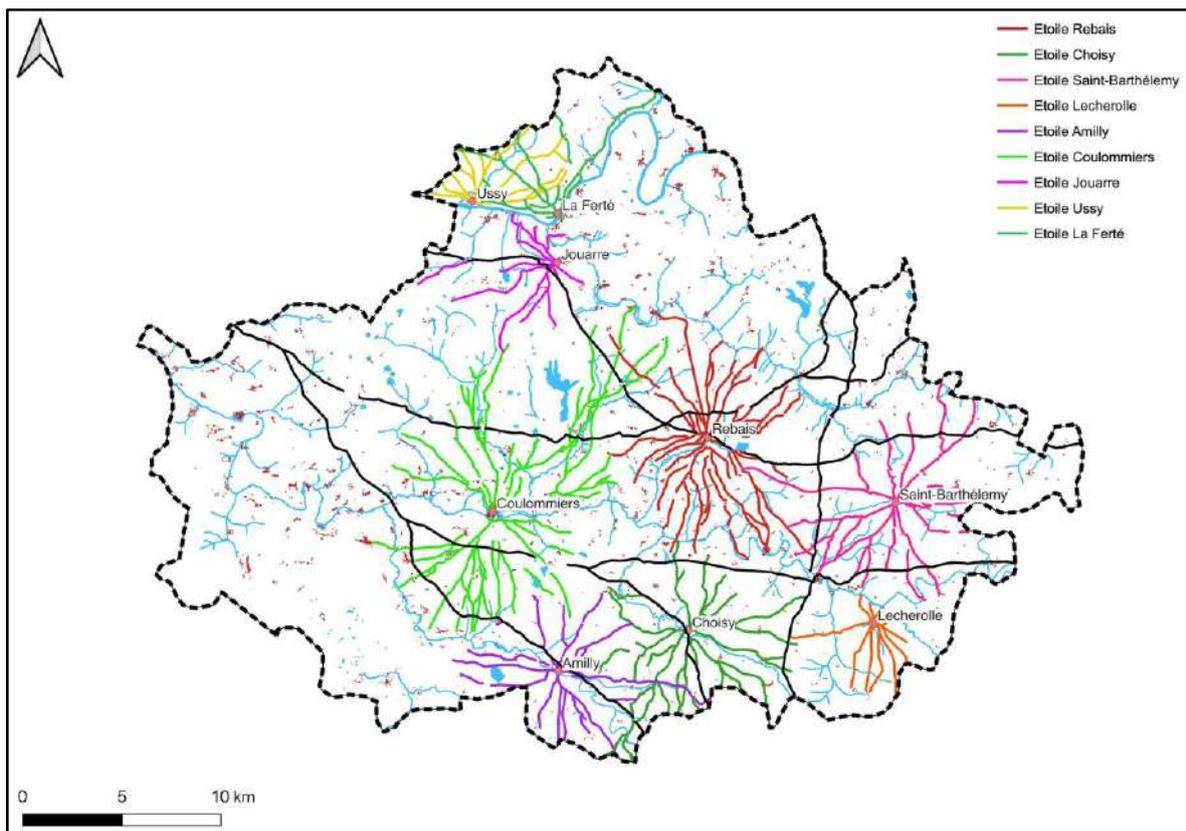 Etoile Rebais
Etoile Choisy
Etoile Saint-Barthélemy
Etoile Lecherolle
Etoile Amilly
Etoile Coulommiers
Etoile Jouarre
Etoile Ussy
Etoile La Ferté
Ussy
La Ferté
Jouarre
Rebais
Saint-Barthélemy
Coulommiers
Lecherolle
Choisy
Amilly
0 5 10 km